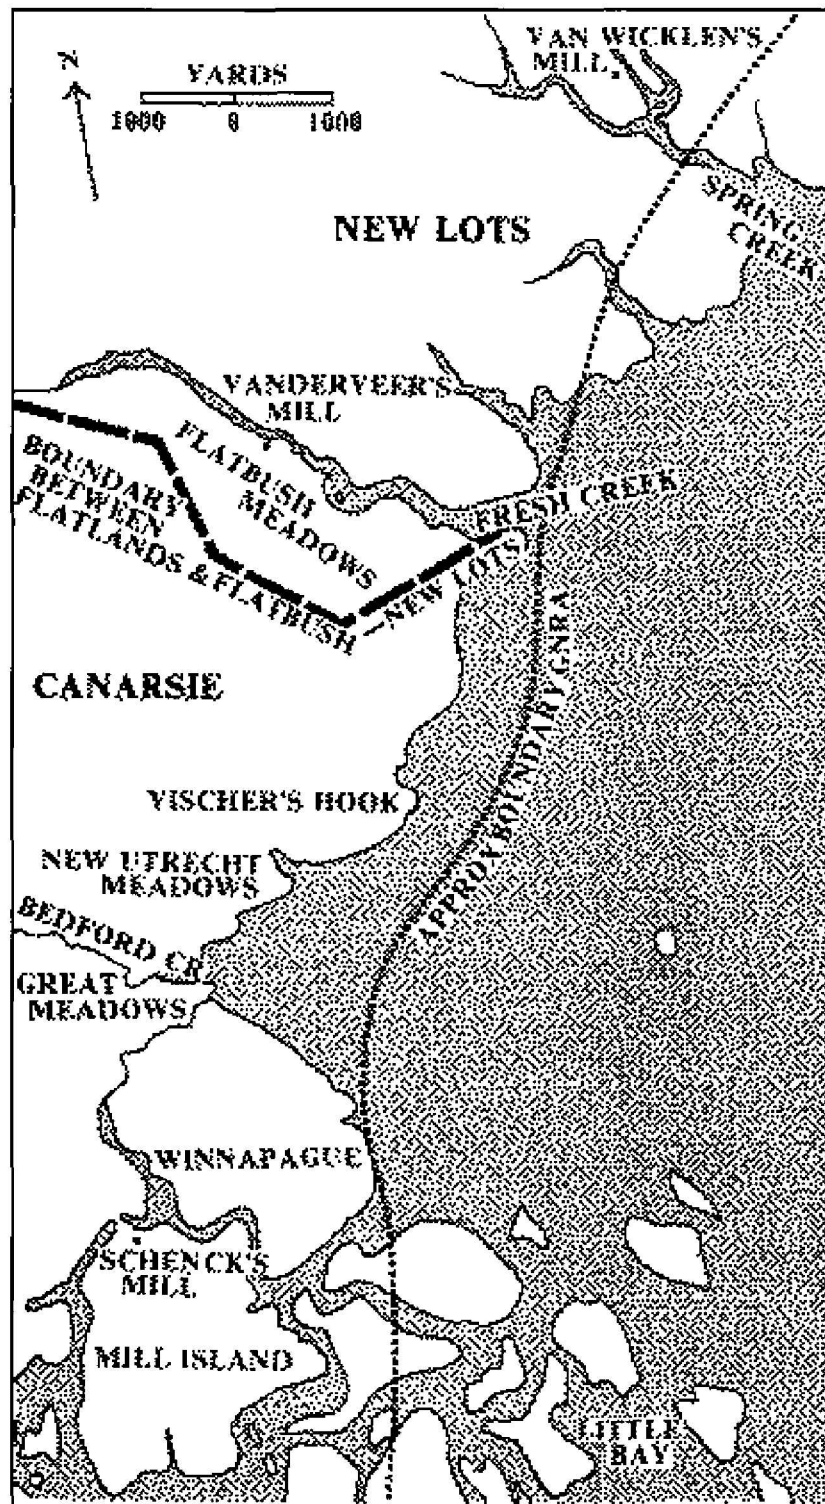 VAN WICKLEN'S
MILL
N
YARDS
1000 0 1000
SPRING
CREEK
NEW LOTS
VANDERVEER'S
MILL
FLATBUSH
MEADOWS
BOUNDARY
BETWEEN
FLATLANDS & FLATBUSH
—NEW LOTS
FRESH CREEK
CANARSIE
APPROX BOUNDARY GNRA
VISCHER'S HOOK
NEW UTRECHT
MEADOWS
BEDFORD CR
GREAT
MEADOWS
WINNAPAGUE
SCHENCK'S
MILL
MILL ISLAND
LITTLE
BAY